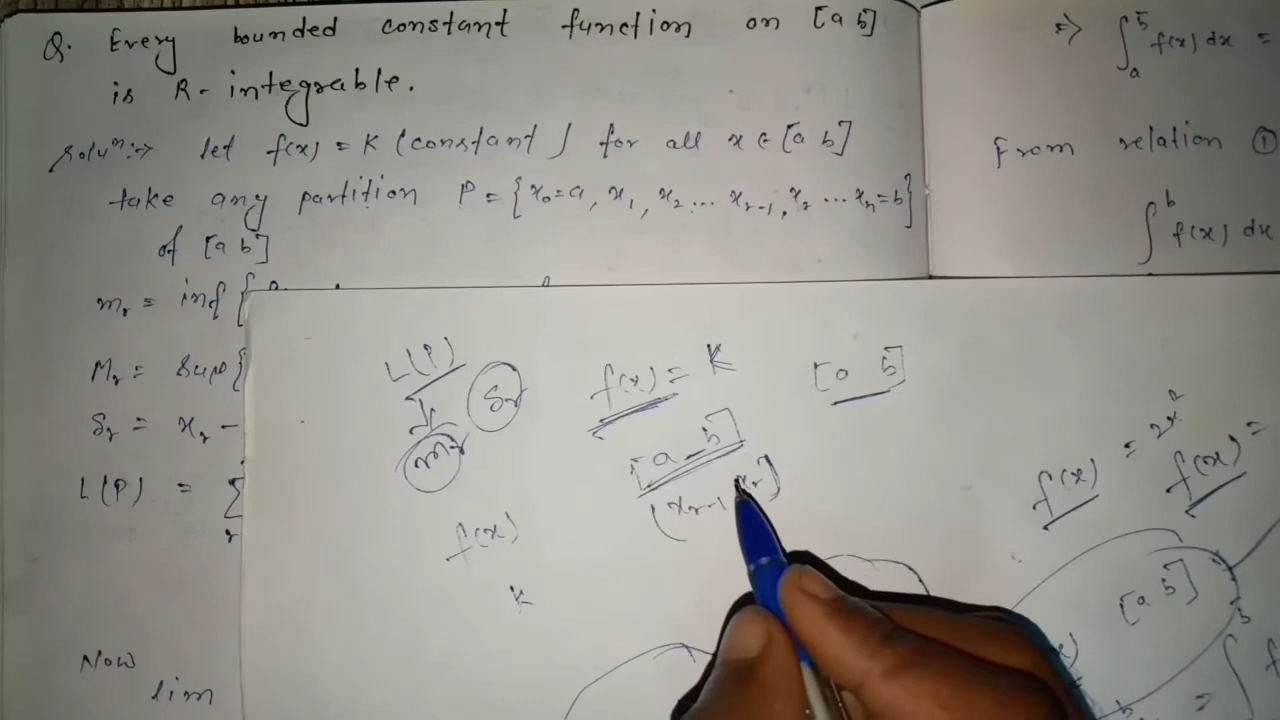 Q. Every bounded constant function on [a b]
is R-integrable.
Solun:→ let f(x) = K (constant) for all x ∈ [a b]
take any partition P = {x₀=a, x₁, x₂ ... xᵣ₋₁, xᵣ ... xₙ=b}
of [a b]
mᵣ = inf {
Mᵣ = Sup {
δᵣ = xᵣ -
L(P) = Σ
r
Now
lim
⇒ ∫ₐᵇ f(x) dx =
From relation ①
∫ᵇ f(x) dx
L(P)
mᵣ
δᵣ
f(x) = K
[a b]
[a b]
(xᵣ₋₁ xᵣ]
f(x)
K
f(x) = 2x²
f(x) =
[a b]